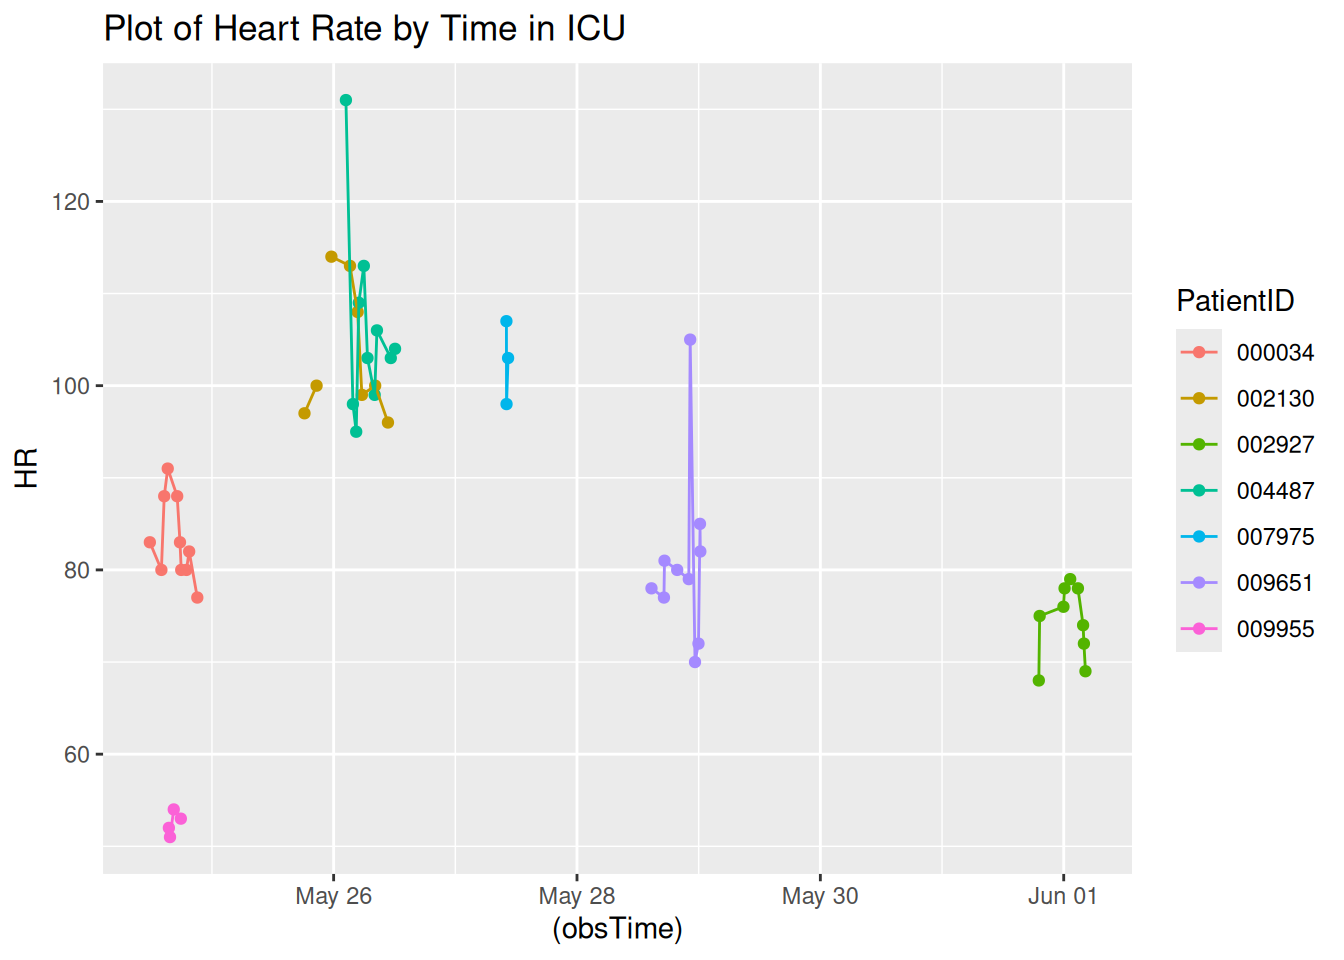 Plot of Heart Rate by Time in ICU
HR
120
100
80
60
May 26
May 28
May 30
Jun 01
(obsTime)
PatientID
000034
002130
002927
004487
007975
009651
009955